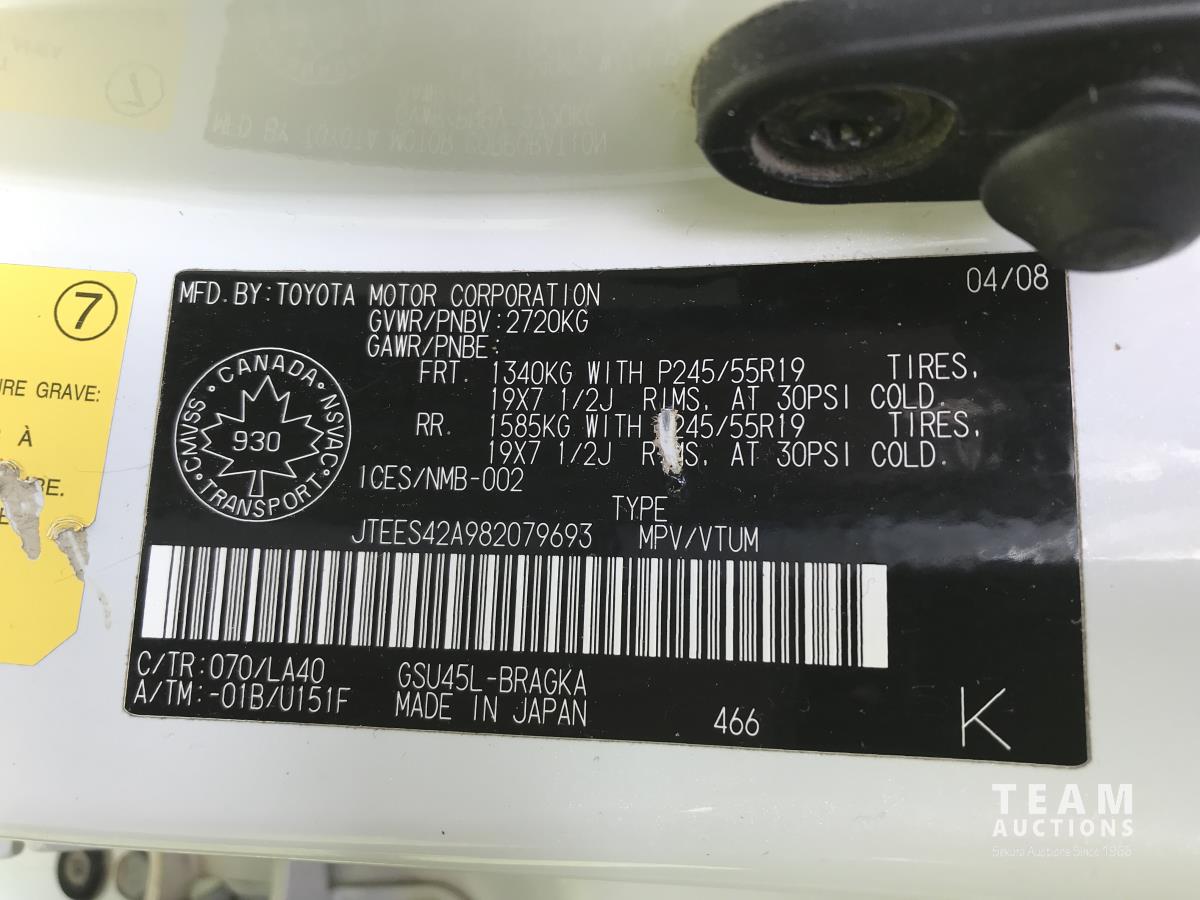 MFD. BY: TOYOTA MOTOR CORPORATION 04/08
GVWR/PNBV: 2720KG
GAWR/PNBE:
FRT. 1340KG WITH P245/55R19 TIRES,
19X7 1/2J RIMS, AT 30PSI COLD.
RR. 1585KG WITH P245/55R19 TIRES,
19X7 1/2J RIMS, AT 30PSI COLD.
CANADA · NSVAC · TRANSPORT · CMVSS ·
930
ICES/NMB-002
TYPE
JTEES42A982079693 MPV/VTUM
C/TR: 070/LA40 GSU45L-BRAGKA
A/TM: -01B/U151F MADE IN JAPAN 466 K
7
URE GRAVE:
À
RE.
TEAM
AUCTIONS